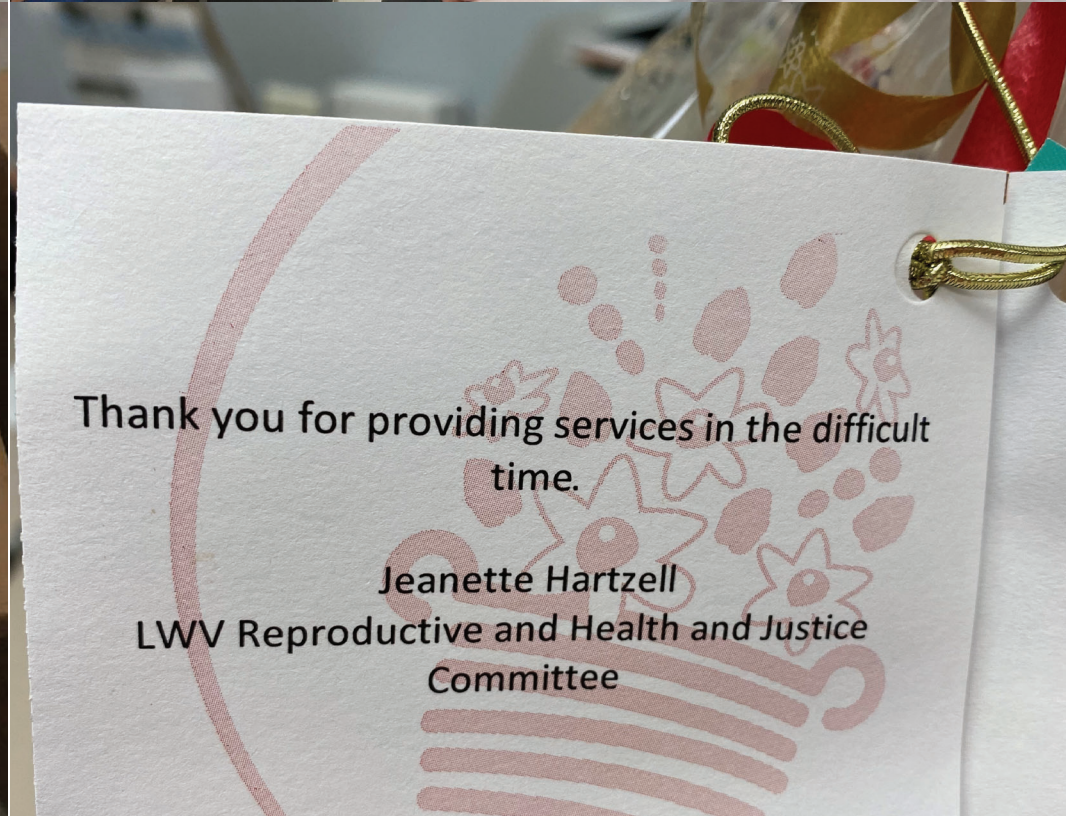 Thank you for providing services in the difficult
time.
Jeanette Hartzell
LWV Reproductive and Health and Justice
Committee